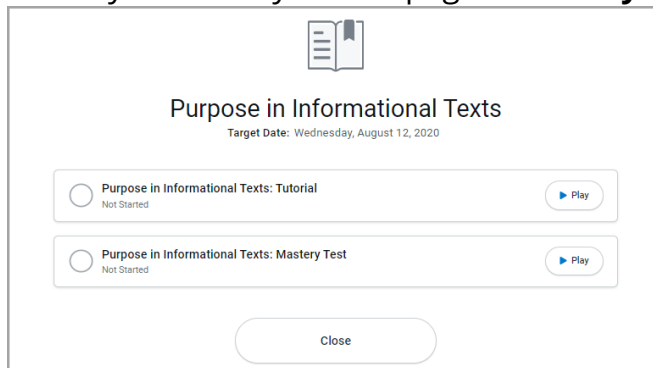 Purpose in Informational Texts
Target Date: Wednesday, August 12, 2020
Purpose in Informational Texts: Tutorial
Not Started
Play
Purpose in Informational Texts: Mastery Test
Not Started
Play
Close